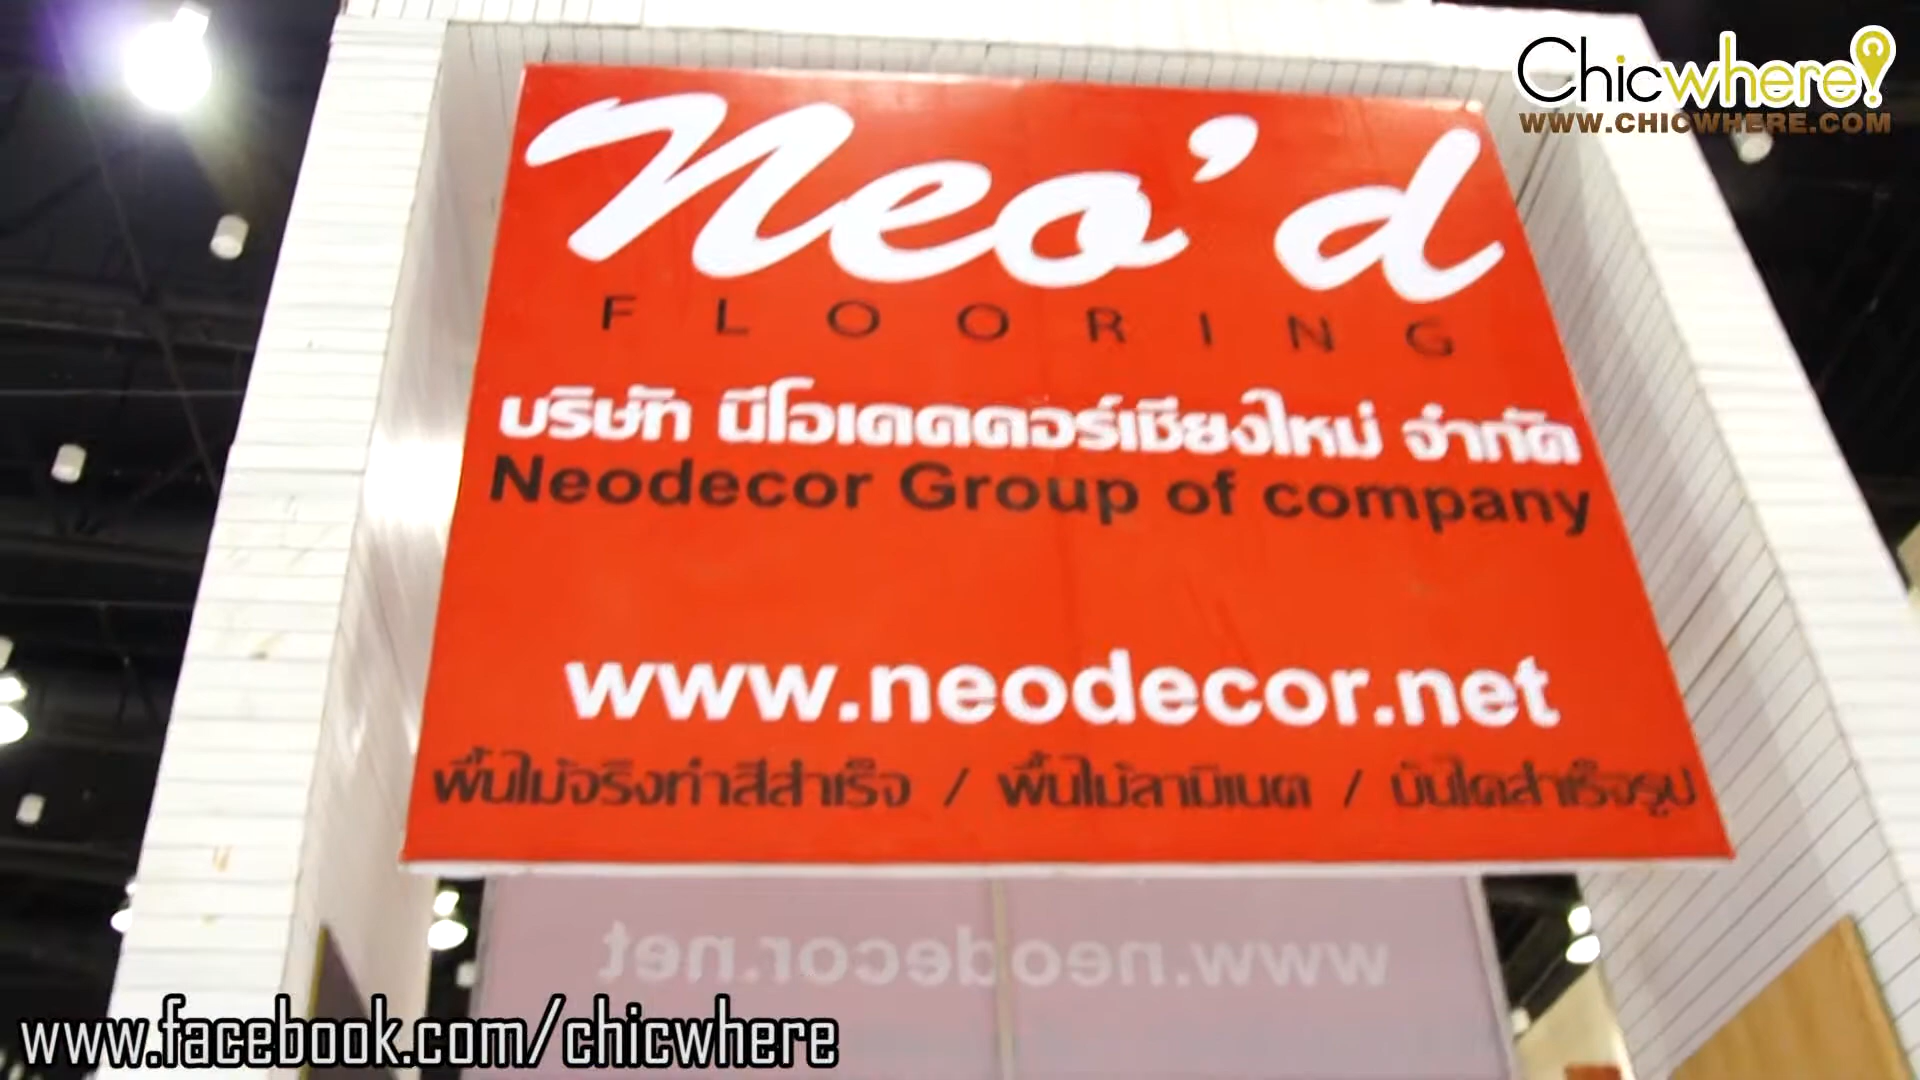 Chicwhere!
WWW.CHICWHERE.COM
Neo'd
FLOORING
บริษัท นีโอเดคคอร์เชียงใหม่ จำกัด
Neodecor Group of company
www.neodecor.net
พื้นไม้จริงทำสีสำเร็จ / พื้นไม้ลามิเนต / บันไดสำเร็จรูป
www.neodecor.net
www.facebook.com/chicwhere